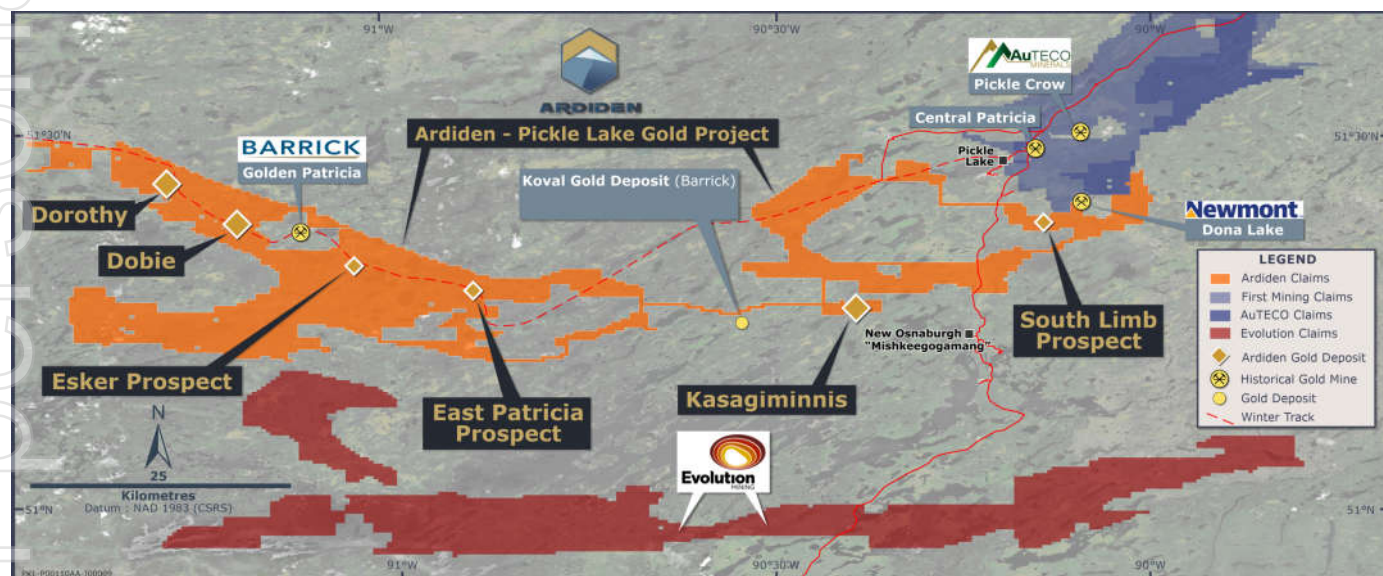 91°W
90°30'W
90°W
51°30'N
51°30'N
ARDIDEN
AuTECO
MINERALS
Pickle Crow
Central Patricia
Ardiden - Pickle Lake Gold Project
BARRICK
Golden Patricia
Koval Gold Deposit (Barrick)
Pickle
Lake
Dorothy
Dobie
Newmont
Dona Lake
LEGEND
Ardiden Claims
First Mining Claims
AuTECO Claims
Evolution Claims
Ardiden Gold Deposit
Historical Gold Mine
Gold Deposit
Winter Track
South Limb
Prospect
New Osnaburgh
"Mishkeegogamang"
Esker Prospect
East Patricia
Prospect
Kasagiminnis
N
25
Kilometres
Datum : NAD 1983 (CSRS)
Evolution
MINING
51°N
51°N
91°W
90°30'W
90°W